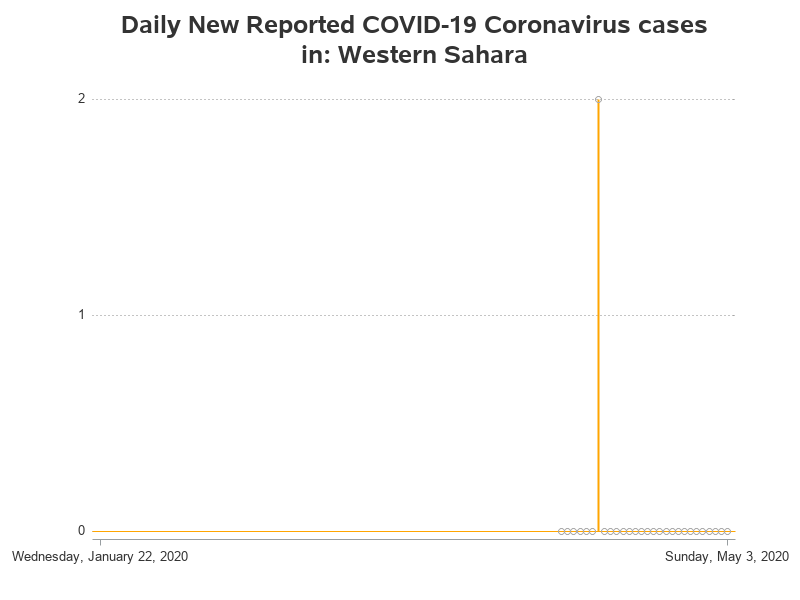 Daily New Reported COVID-19 Coronavirus cases
in: Western Sahara
2
1
0
Wednesday, January 22, 2020
Sunday, May 3, 2020